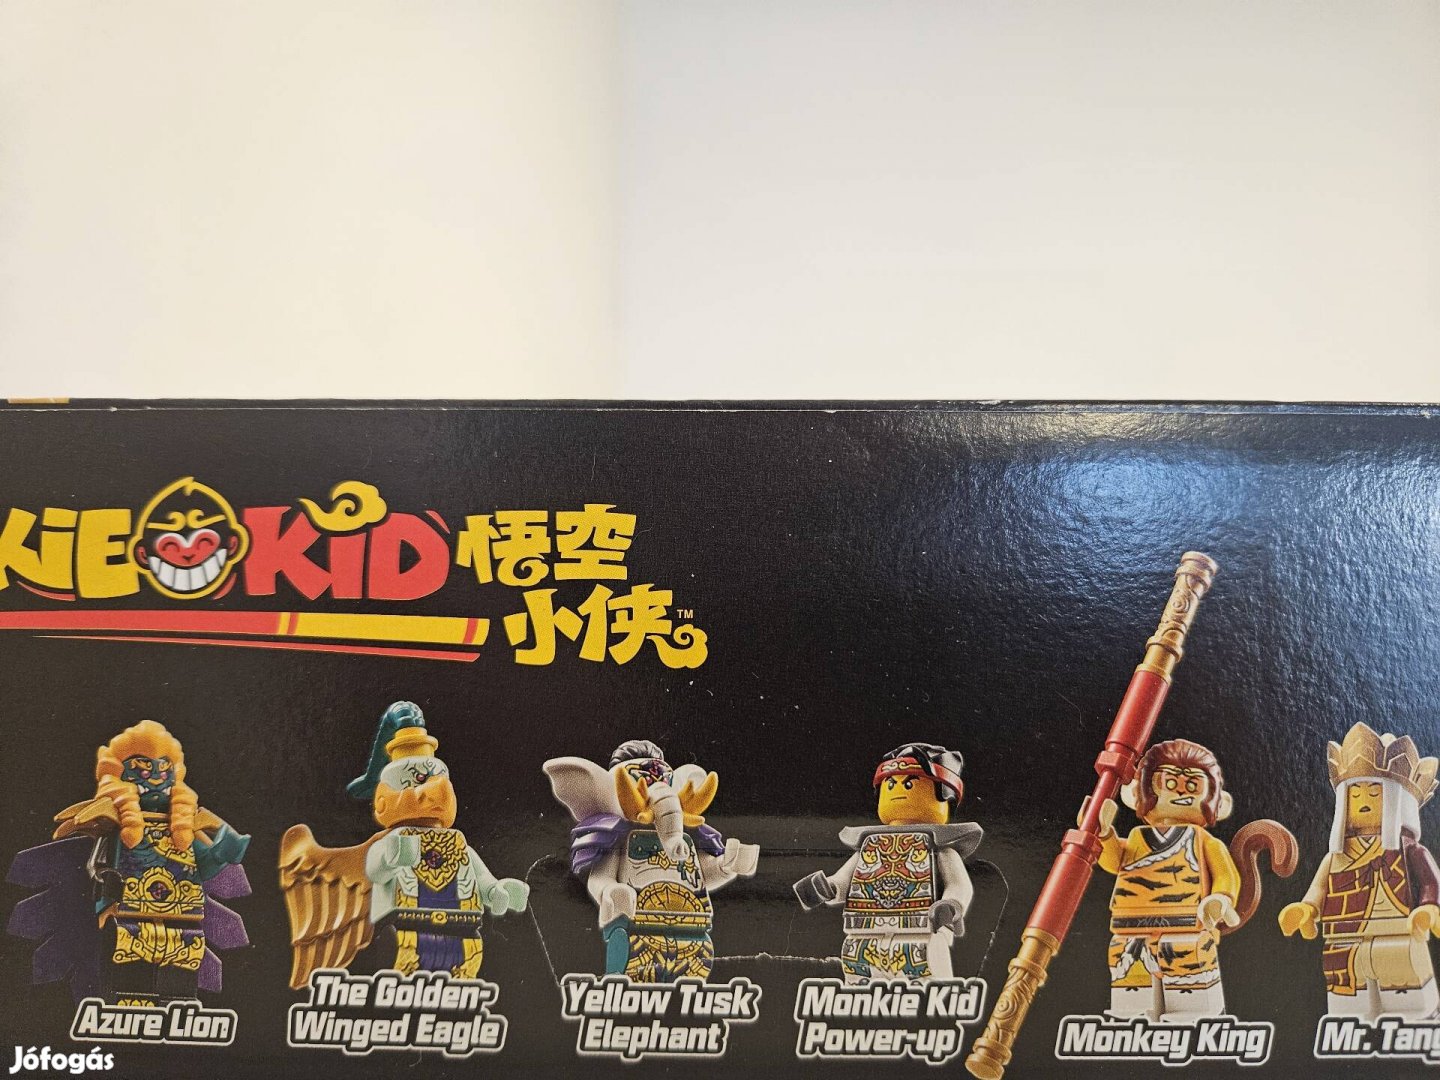 KIE KID 悟空
小侠™
Azure Lion
The Golden-
Winged Eagle
Yellow Tusk
Elephant
Monkie Kid
Power-up
Monkey King
Mr. Tang
Jófogás